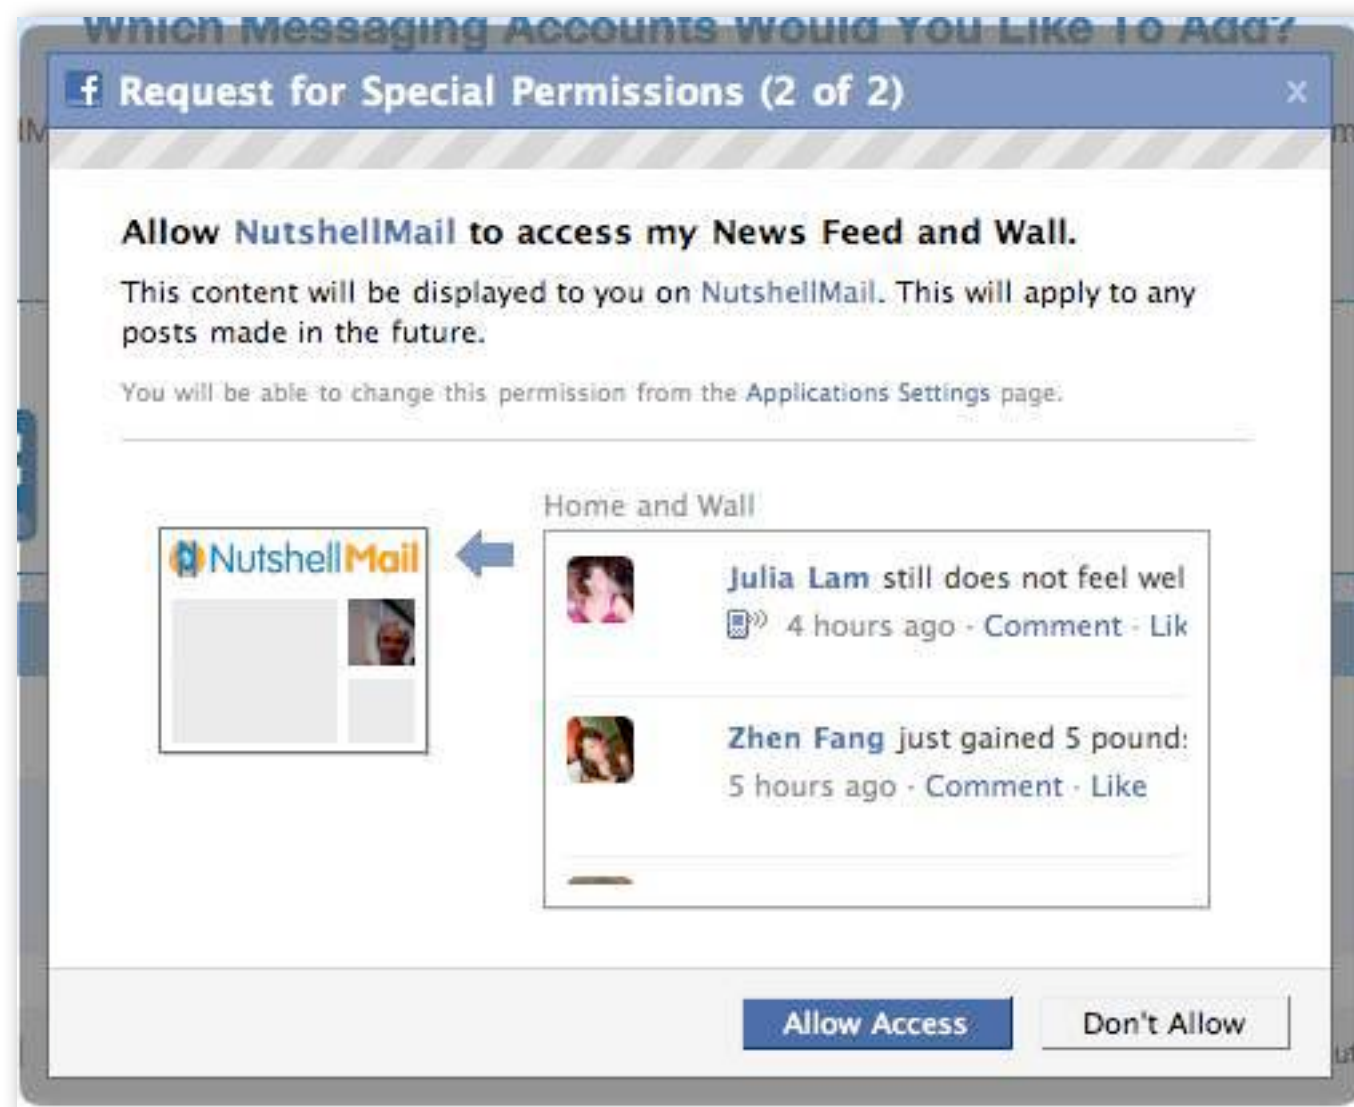 Which Messaging Accounts Would You Like To Add?
Request for Special Permissions (2 of 2)
x
Allow NutshellMail to access my News Feed and Wall.
This content will be displayed to you on NutshellMail. This will apply to any
posts made in the future.
You will be able to change this permission from the Applications Settings page.
Home and Wall
NutshellMail
Julia Lam still does not feel wel
4 hours ago · Comment · Lik
Zhen Fang just gained 5 pounds
5 hours ago · Comment · Like
Allow Access
Don't Allow